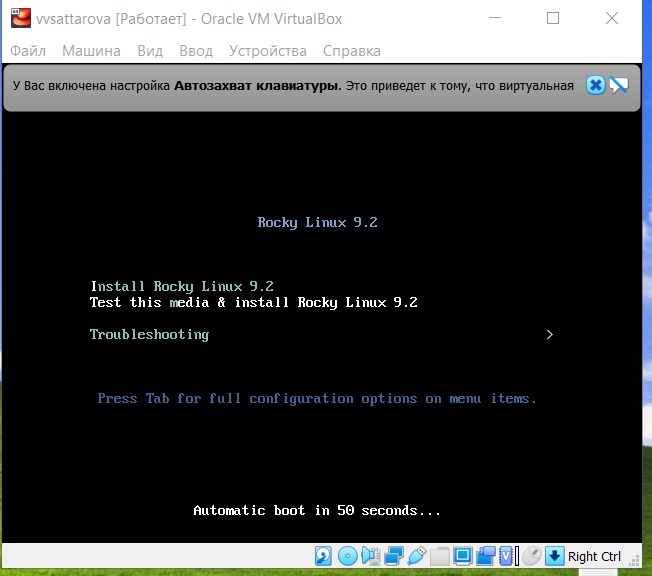 vvsattarova [Работает] - Oracle VM VirtualBox
Файл Машина Вид Ввод Устройства Справка
У Вас включена настройка Автозахват клавиатуры. Это приведет к тому, что виртуальная
Rocky Linux 9.2
Install Rocky Linux 9.2
Test this media & install Rocky Linux 9.2
Troubleshooting >
Press Tab for full configuration options on menu items.
Automatic boot in 50 seconds...
Right Ctrl